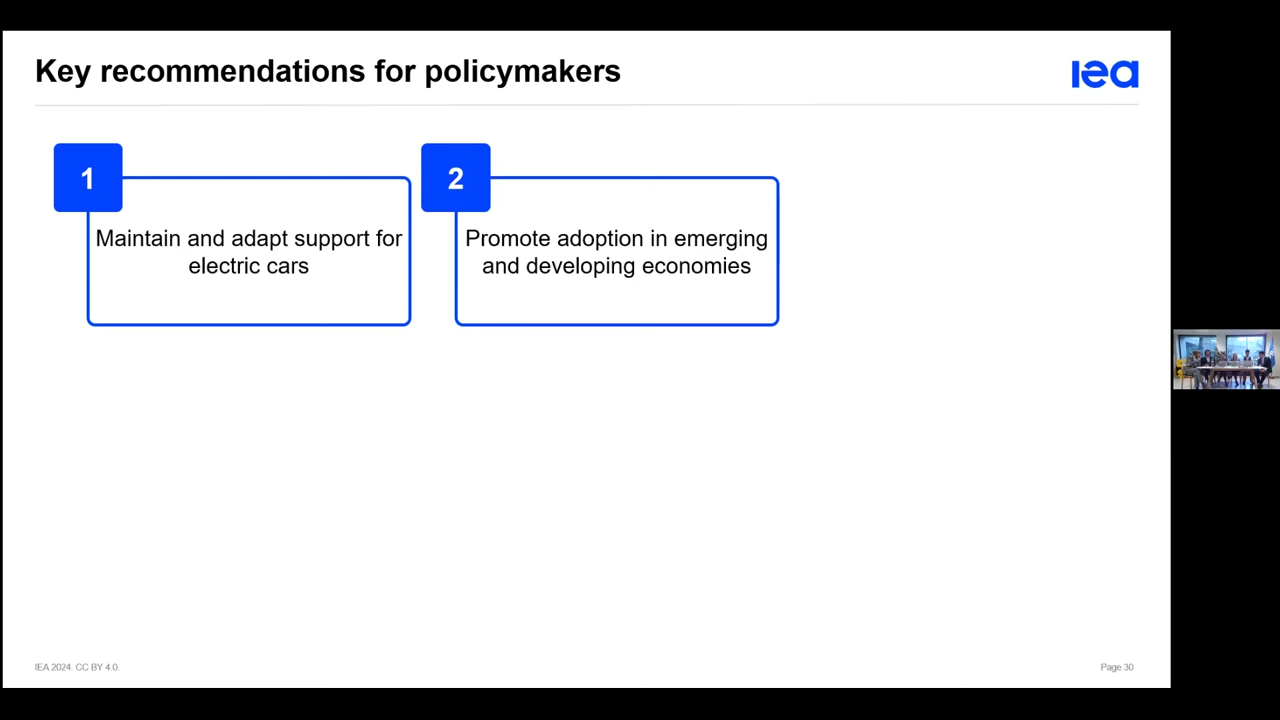 Key recommendations for policymakers
iea
1
Maintain and adapt support for
electric cars
2
Promote adoption in emerging
and developing economies
IEA 2024. CC BY 4.0.
Page 30